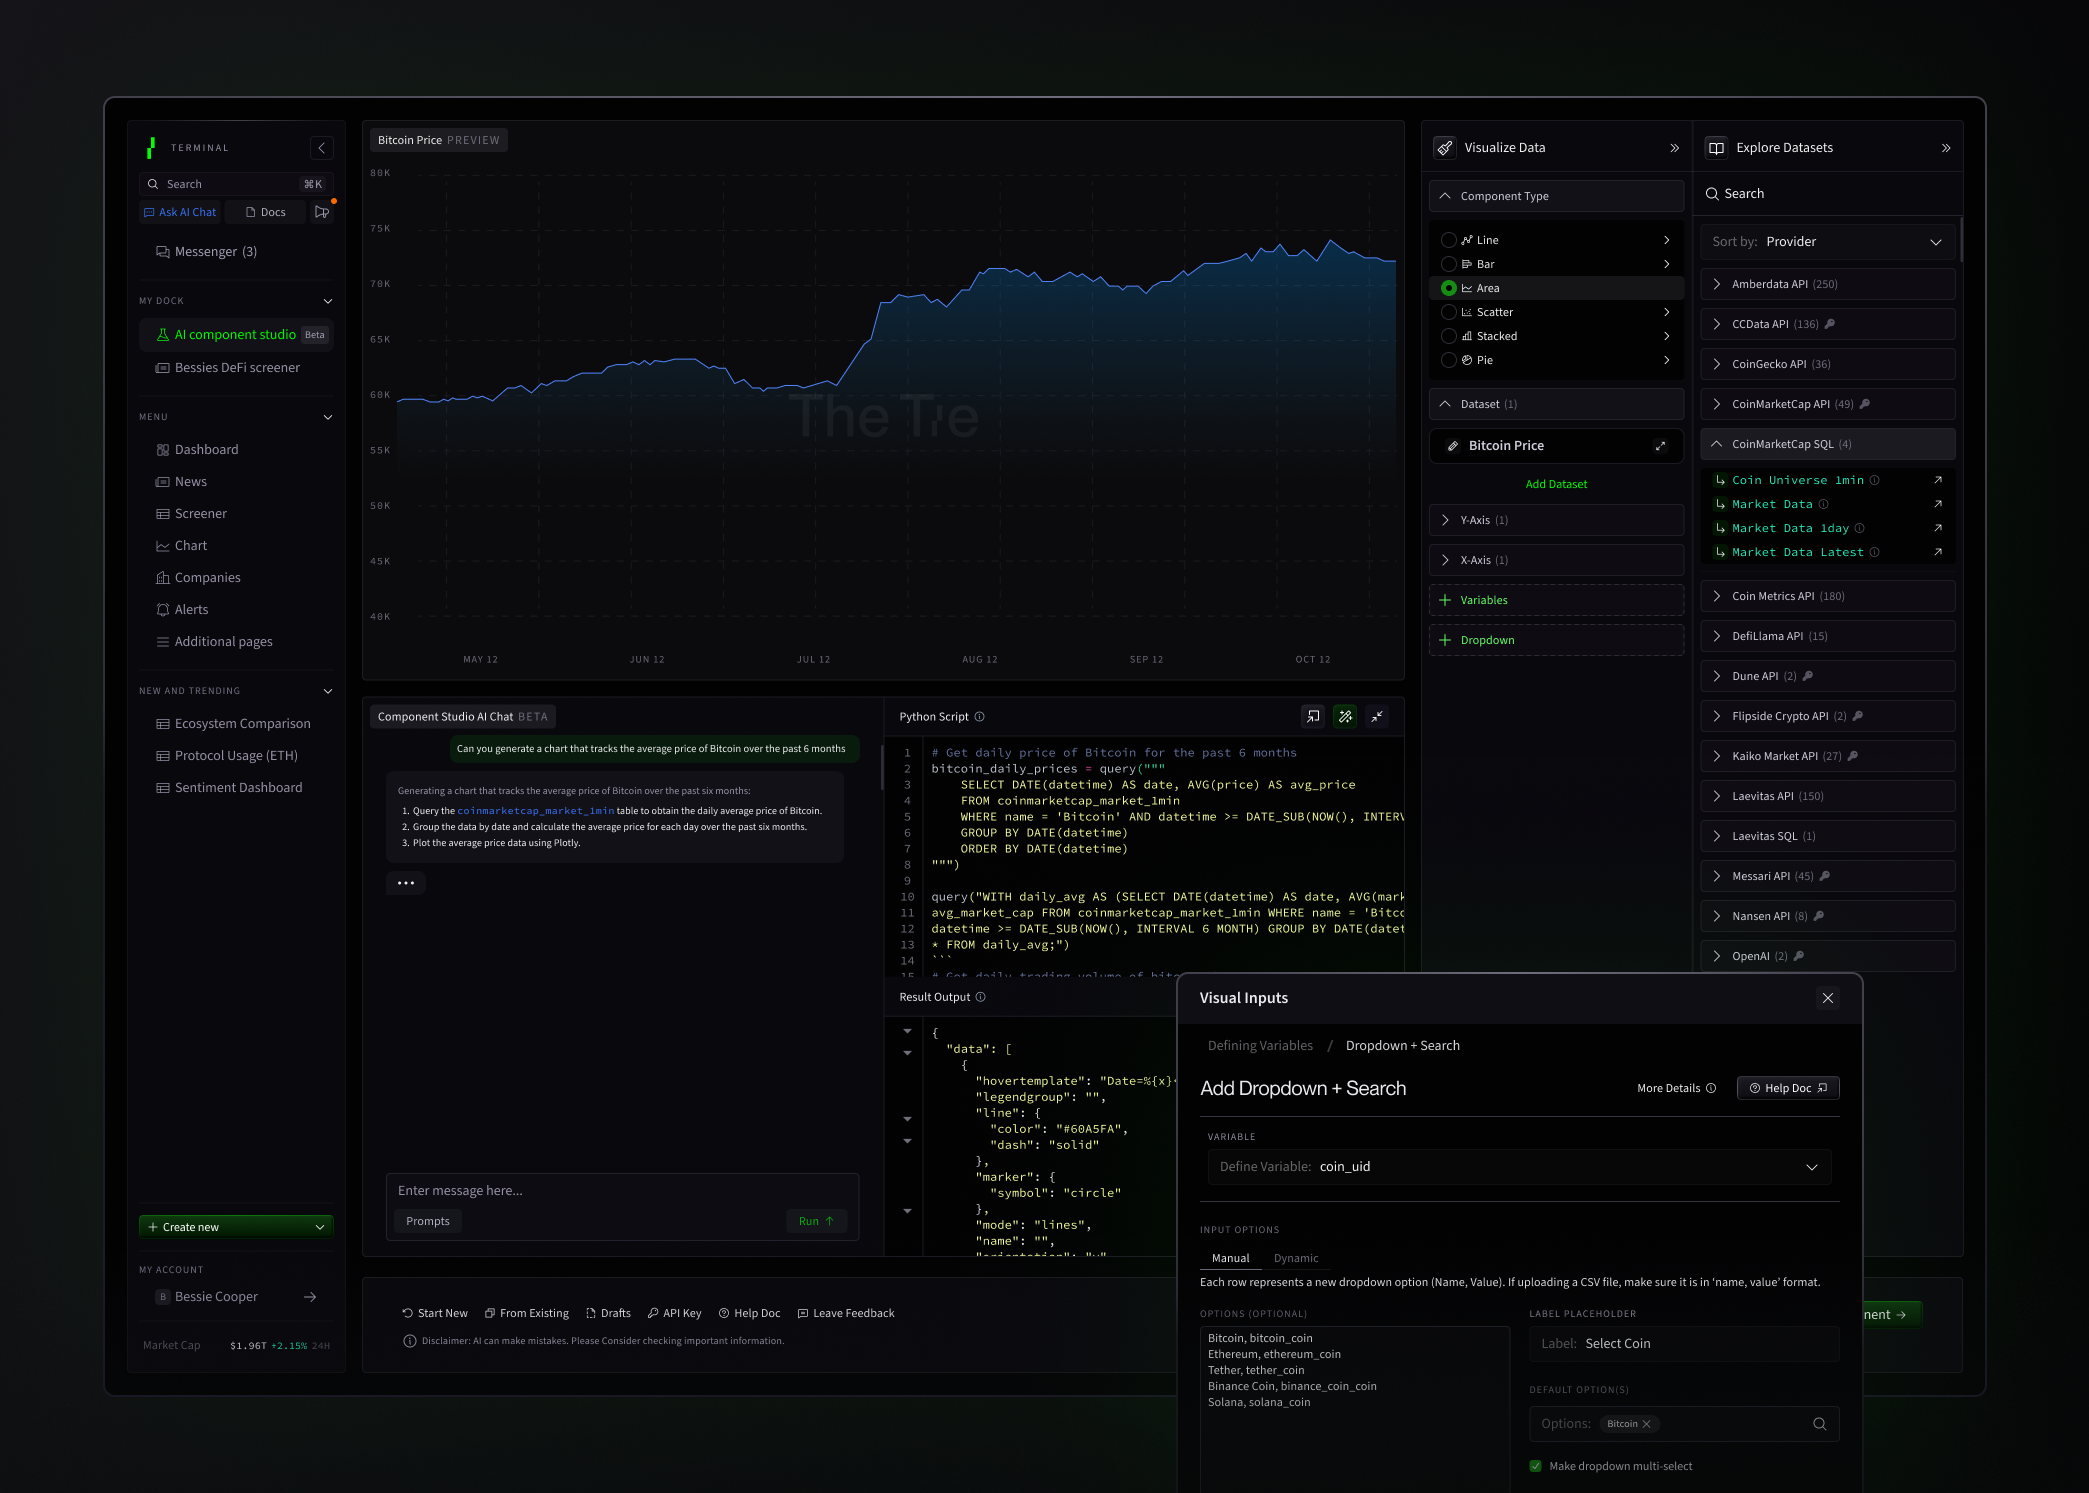 TERMINAL
Search ⌘K
Ask AI Chat
Docs
Messenger (3)
MY DOCK
AI component studio Beta
Bessies DeFi screener
MENU
Dashboard
News
Screener
Chart
Companies
Alerts
Additional pages
NEW AND TRENDING
Ecosystem Comparison
Protocol Usage (ETH)
Sentiment Dashboard
+ Create new
MY ACCOUNT
B Bessie Cooper
Market Cap $1.96T +2.15% 24H
Bitcoin Price PREVIEW
80K
75K
70K
65K
60K
55K
50K
45K
40K
The Tie
MAY 12 JUN 12 JUL 12 AUG 12 SEP 12 OCT 12
Component Studio AI Chat BETA
Can you generate a chart that tracks the average price of Bitcoin over the past 6 months
Generating a chart that tracks the average price of Bitcoin over the past six months:
1. Query the coinmarketcap_market_1min table to obtain the daily average price of Bitcoin.
2. Group the data by date and calculate the average price for each day over the past six months.
3. Plot the average price data using Plotly.
Enter message here...
Prompts
Run
Python Script
1 # Get daily price of Bitcoin for the past 6 months
2 bitcoin_daily_prices = query("""
3 SELECT DATE(datetime) AS date, AVG(price) AS avg_price
4 FROM coinmarketcap_market_1min
5 WHERE name = 'Bitcoin' AND datetime >= DATE_SUB(NOW(), INTERV
6 GROUP BY DATE(datetime)
7 ORDER BY DATE(datetime)
8 """)
9
10 query("WITH daily_avg AS (SELECT DATE(datetime) AS date, AVG(mark
11 avg_market_cap FROM coinmarketcap_market_1min WHERE name = 'Bitco
12 datetime >= DATE_SUB(NOW(), INTERVAL 6 MONTH) GROUP BY DATE(datet
13 * FROM daily_avg;")
14 ```
15 # Get daily trading volume of bitc
Result Output
{
"data": [
{
"hovertemplate": "Date=%{x}
"legendgroup": "",
"line": {
"color": "#60A5FA",
"dash": "solid"
},
"marker": {
"symbol": "circle"
},
"mode": "lines",
"name": "",
"orientation": "v"
Start New
From Existing
Drafts
API Key
Help Doc
Leave Feedback
Disclaimer: AI can make mistakes. Please Consider checking important information.
nent →
Visualize Data
Component Type
Line
Bar
Area
Scatter
Stacked
Pie
Dataset (1)
Bitcoin Price
Add Dataset
Y-Axis (1)
X-Axis (1)
+ Variables
+ Dropdown
Explore Datasets
Search
Sort by: Provider
Amberdata API (250)
CCData API (136)
CoinGecko API (36)
CoinMarketCap API (49)
CoinMarketCap SQL (4)
Coin Universe 1min
Market Data
Market Data 1day
Market Data Latest
Coin Metrics API (180)
DefiLlama API (15)
Dune API (2)
Flipside Crypto API (2)
Kaiko Market API (27)
Laevitas API (150)
Laevitas SQL (1)
Messari API (45)
Nansen API (8)
OpenAI (2)
Visual Inputs
Defining Variables / Dropdown + Search
Add Dropdown + Search
More Details
Help Doc
VARIABLE
Define Variable: coin_uid
INPUT OPTIONS
Manual
Dynamic
Each row represents a new dropdown option (Name, Value). If uploading a CSV file, make sure it is in ‘name, value’ format.
OPTIONS (OPTIONAL)
Bitcoin, bitcoin_coin
Ethereum, ethereum_coin
Tether, tether_coin
Binance Coin, binance_coin_coin
Solana, solana_coin
LABEL PLACEHOLDER
Label: Select Coin
DEFAULT OPTION(S)
Options: Bitcoin
Make dropdown multi-select